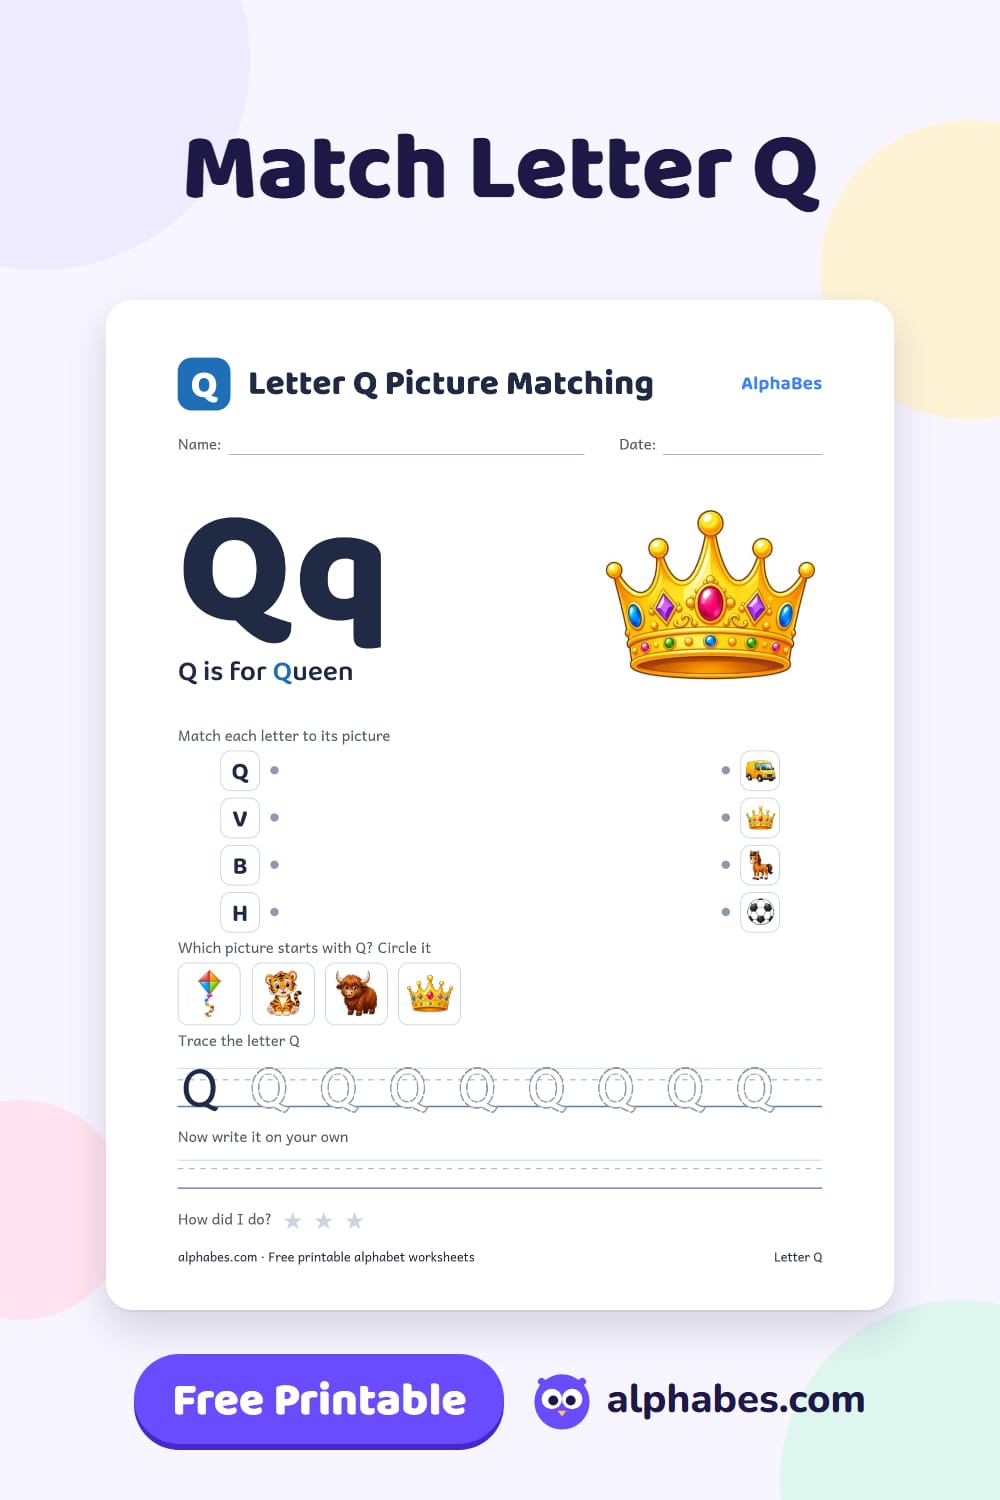 Match Letter Q
Q Letter Q Picture Matching AlphaBes
Name: Date:
Qq
Q is for Queen
Match each letter to its picture
Q
V
B
H
Which picture starts with Q? Circle it
Trace the letter Q
Q Q Q Q Q Q Q Q Q
Now write it on your own
How did I do?
alphabes.com · Free printable alphabet worksheets Letter Q
Free Printable alphabes.com